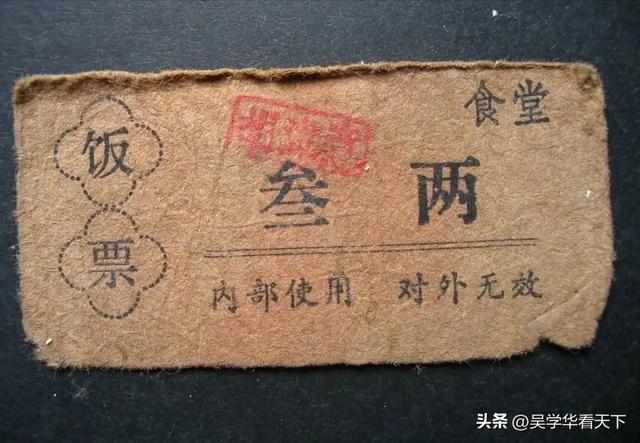 食堂
饭票
叁两
内部使用 对外无效
头条 @吴学华看天下